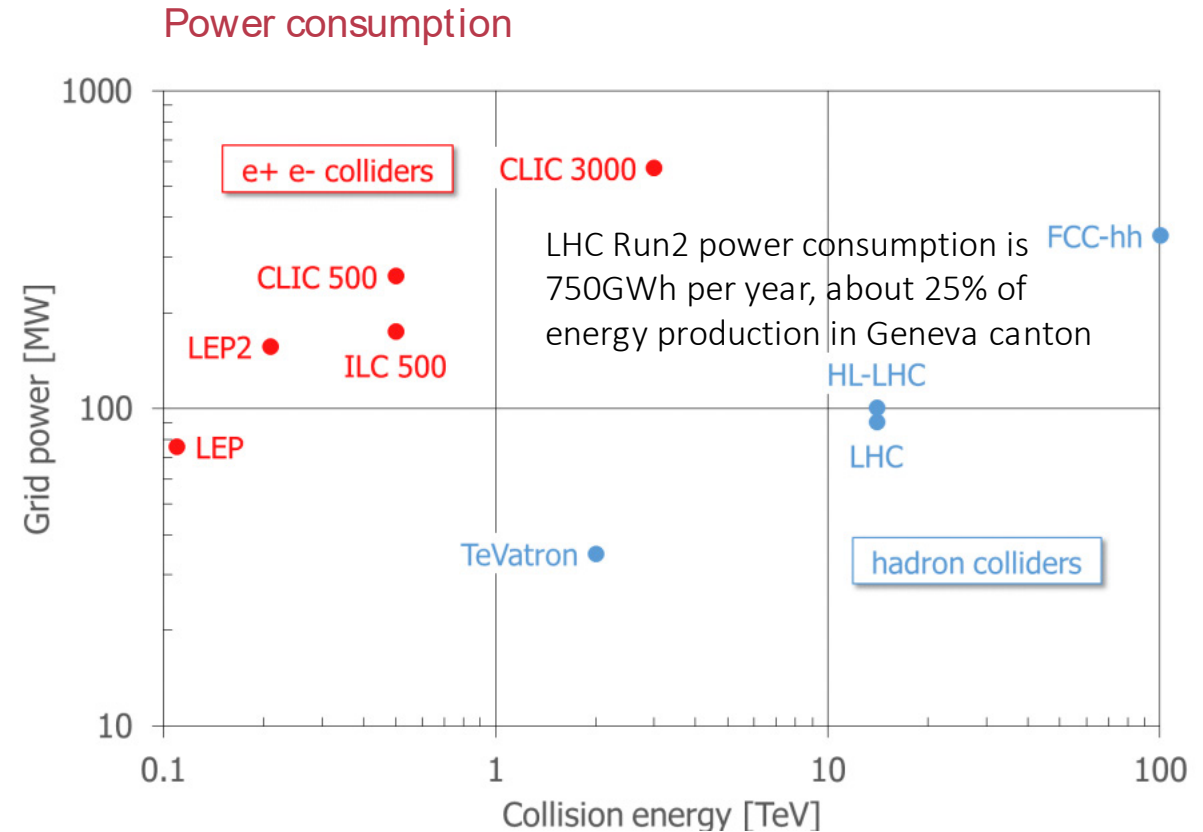 Power consumption
1000
e+ e- colliders
CLIC 3000
LHC Run2 power consumption is
750GWh per year, about 25% of
energy production in Geneva canton
FCC-hh
CLIC 500
LEP2
ILC 500
HL-LHC
100
LEP
LHC
TeVatron
hadron colliders
10
Grid power [MW]
0.1
1
10
100
Collision energy [TeV]